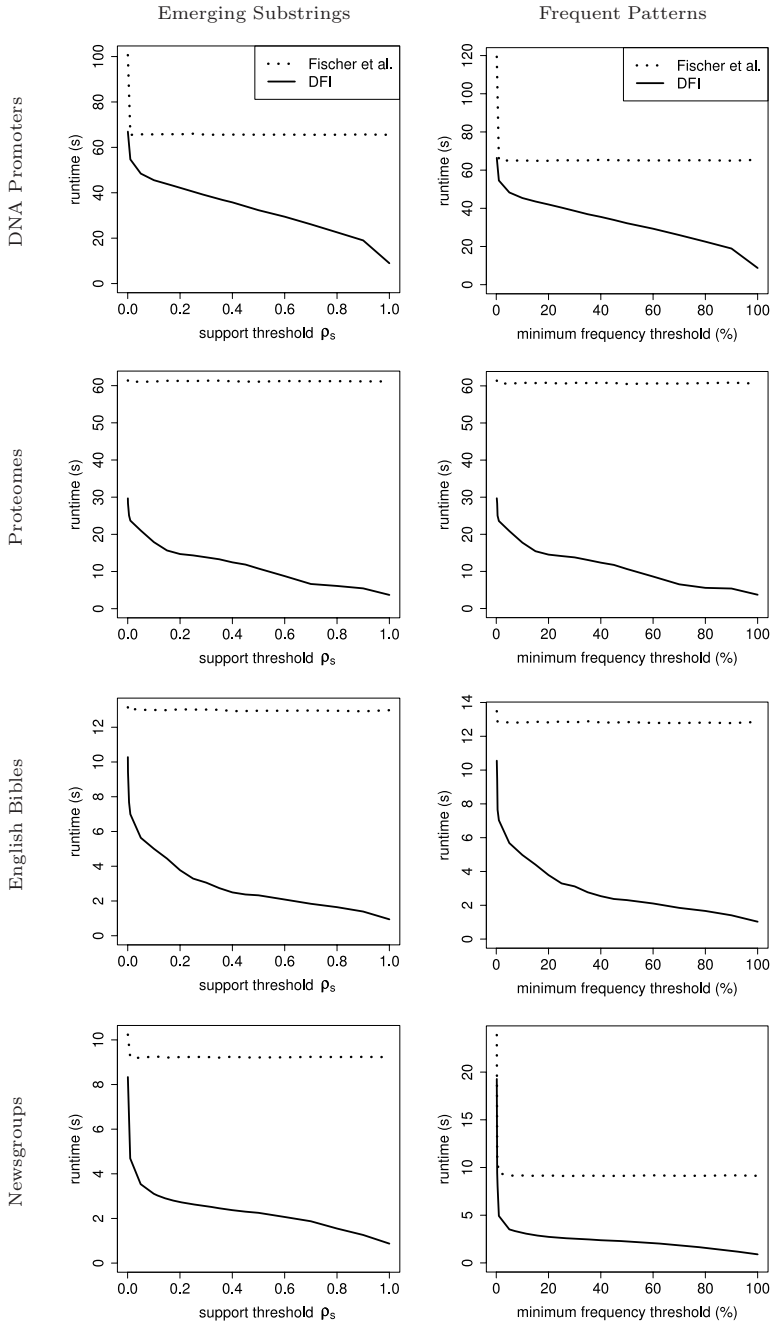 Emerging Substrings
Frequent Patterns
DNA Promoters
runtime (s)
0 20 40 60 80 100
Fischer et al.
DFI
0.0 0.2 0.4 0.6 0.8 1.0
support threshold ρs
runtime (s)
0 20 40 60 80 100 120
Fischer et al.
DFI
0 20 40 60 80 100
minimum frequency threshold (%)
Proteomes
runtime (s)
0 10 20 30 40 50 60
0.0 0.2 0.4 0.6 0.8 1.0
support threshold ρs
runtime (s)
0 10 20 30 40 50 60
0 20 40 60 80 100
minimum frequency threshold (%)
English Bibles
runtime (s)
0 2 4 6 8 10 12
0.0 0.2 0.4 0.6 0.8 1.0
support threshold ρs
runtime (s)
0 2 4 6 8 10 12 14
0 20 40 60 80 100
minimum frequency threshold (%)
Newsgroups
runtime (s)
0 2 4 6 8 10
0.0 0.2 0.4 0.6 0.8 1.0
support threshold ρs
runtime (s)
0 5 10 15 20
0 20 40 60 80 100
minimum frequency threshold (%)